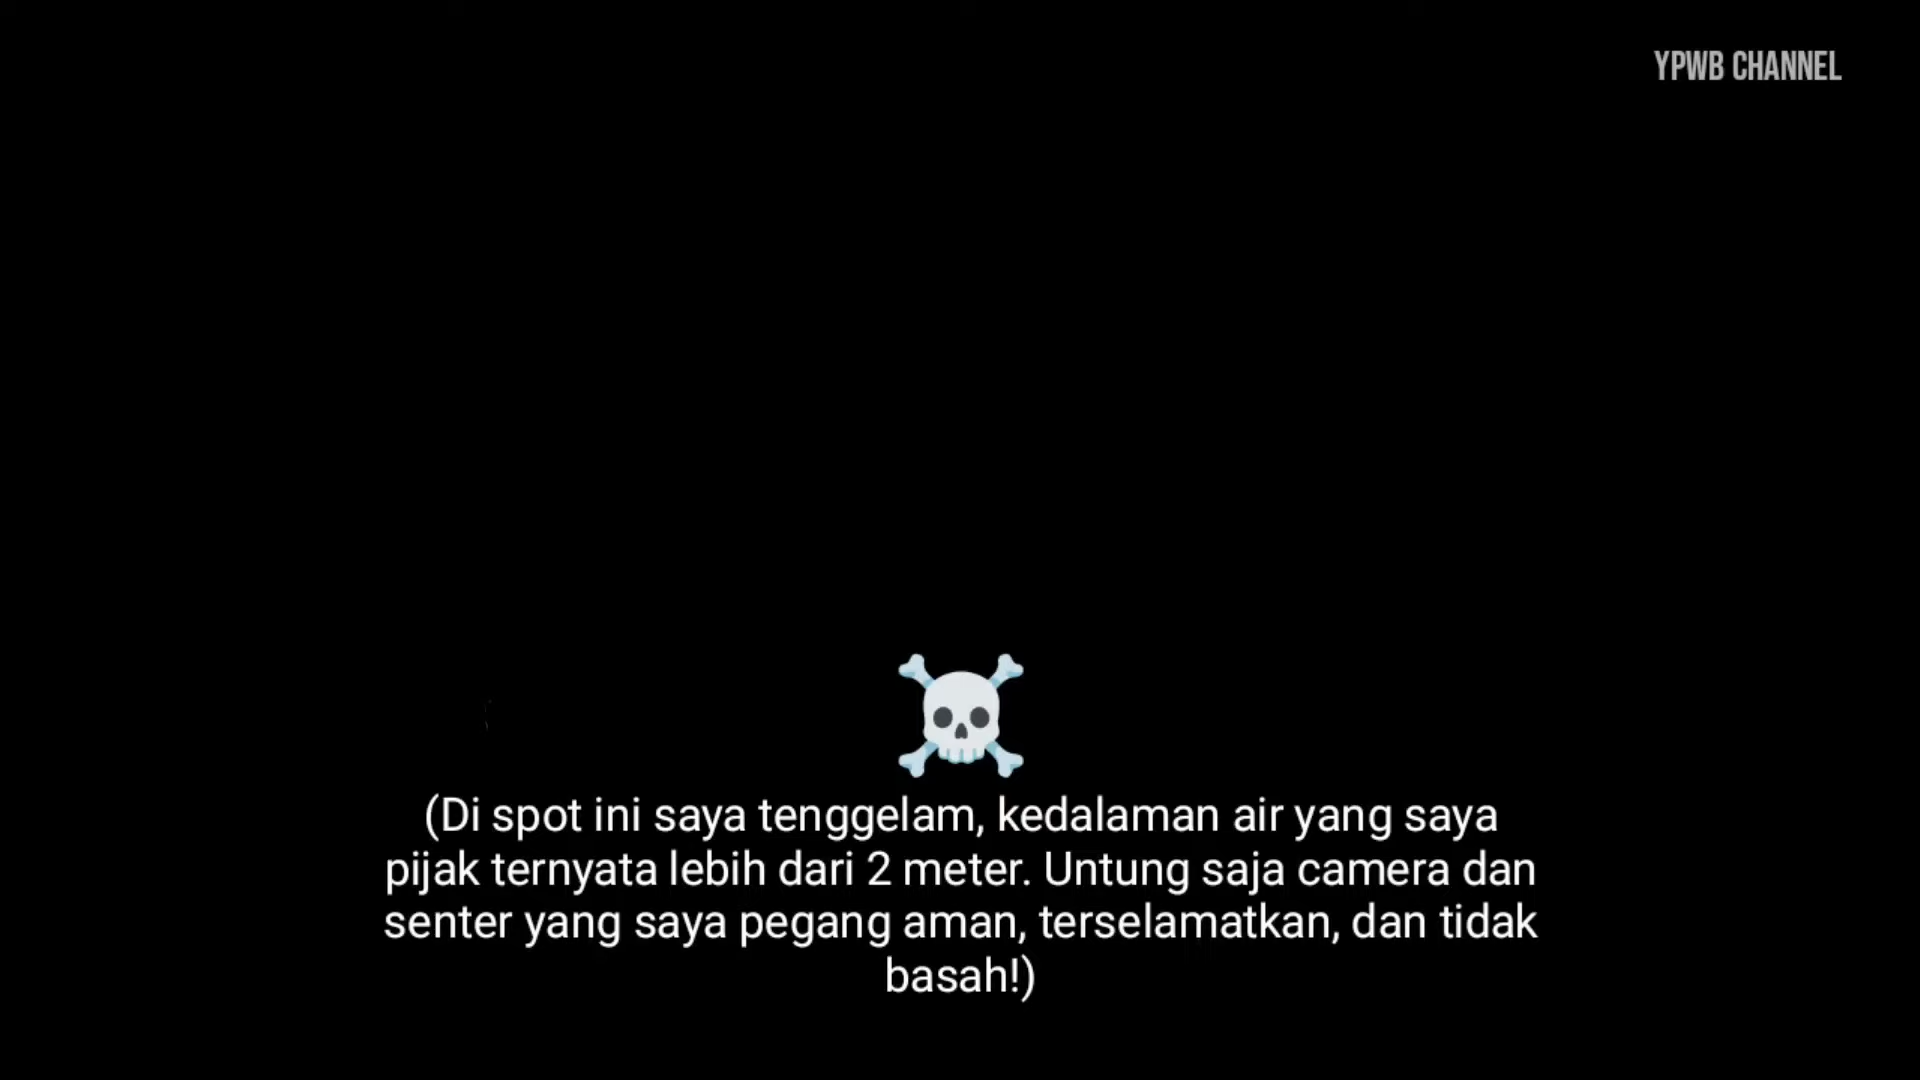 YPWB CHANNEL
(Di spot ini saya tenggelam, kedalaman air yang saya
pijak ternyata lebih dari 2 meter. Untung saja camera dan
senter yang saya pegang aman, terselamatkan, dan tidak
basah!)